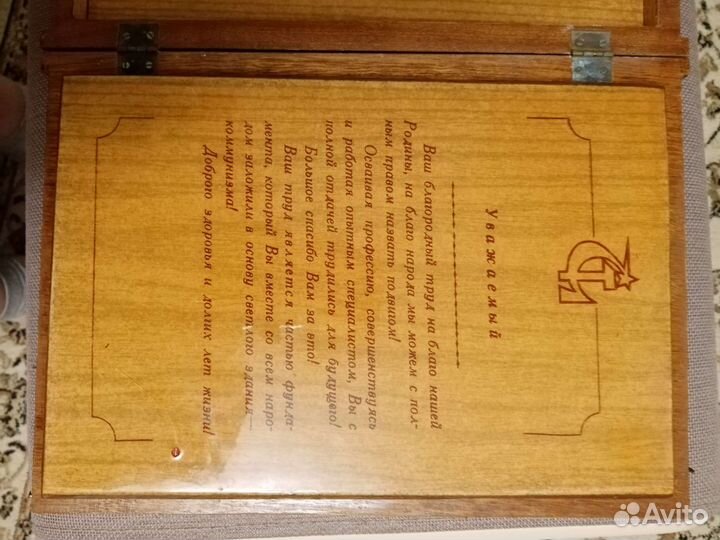 Уважаемый
Ваш благородный труд на благо нашей
Родины, на благо народа мы можем с пол-
ным правом назвать подвигом!
Осваивая профессию, совершенствуясь
и работая опытным специалистом, Вы с
полной отдачей трудились для будущего!
Большое спасибо Вам за это!
Ваш труд является частью фунда-
мента, который Вы вместе со всем наро-
дом заложили в основу светлого здания—
коммунизма!
Доброго здоровья и долгих лет жизни!
Avito